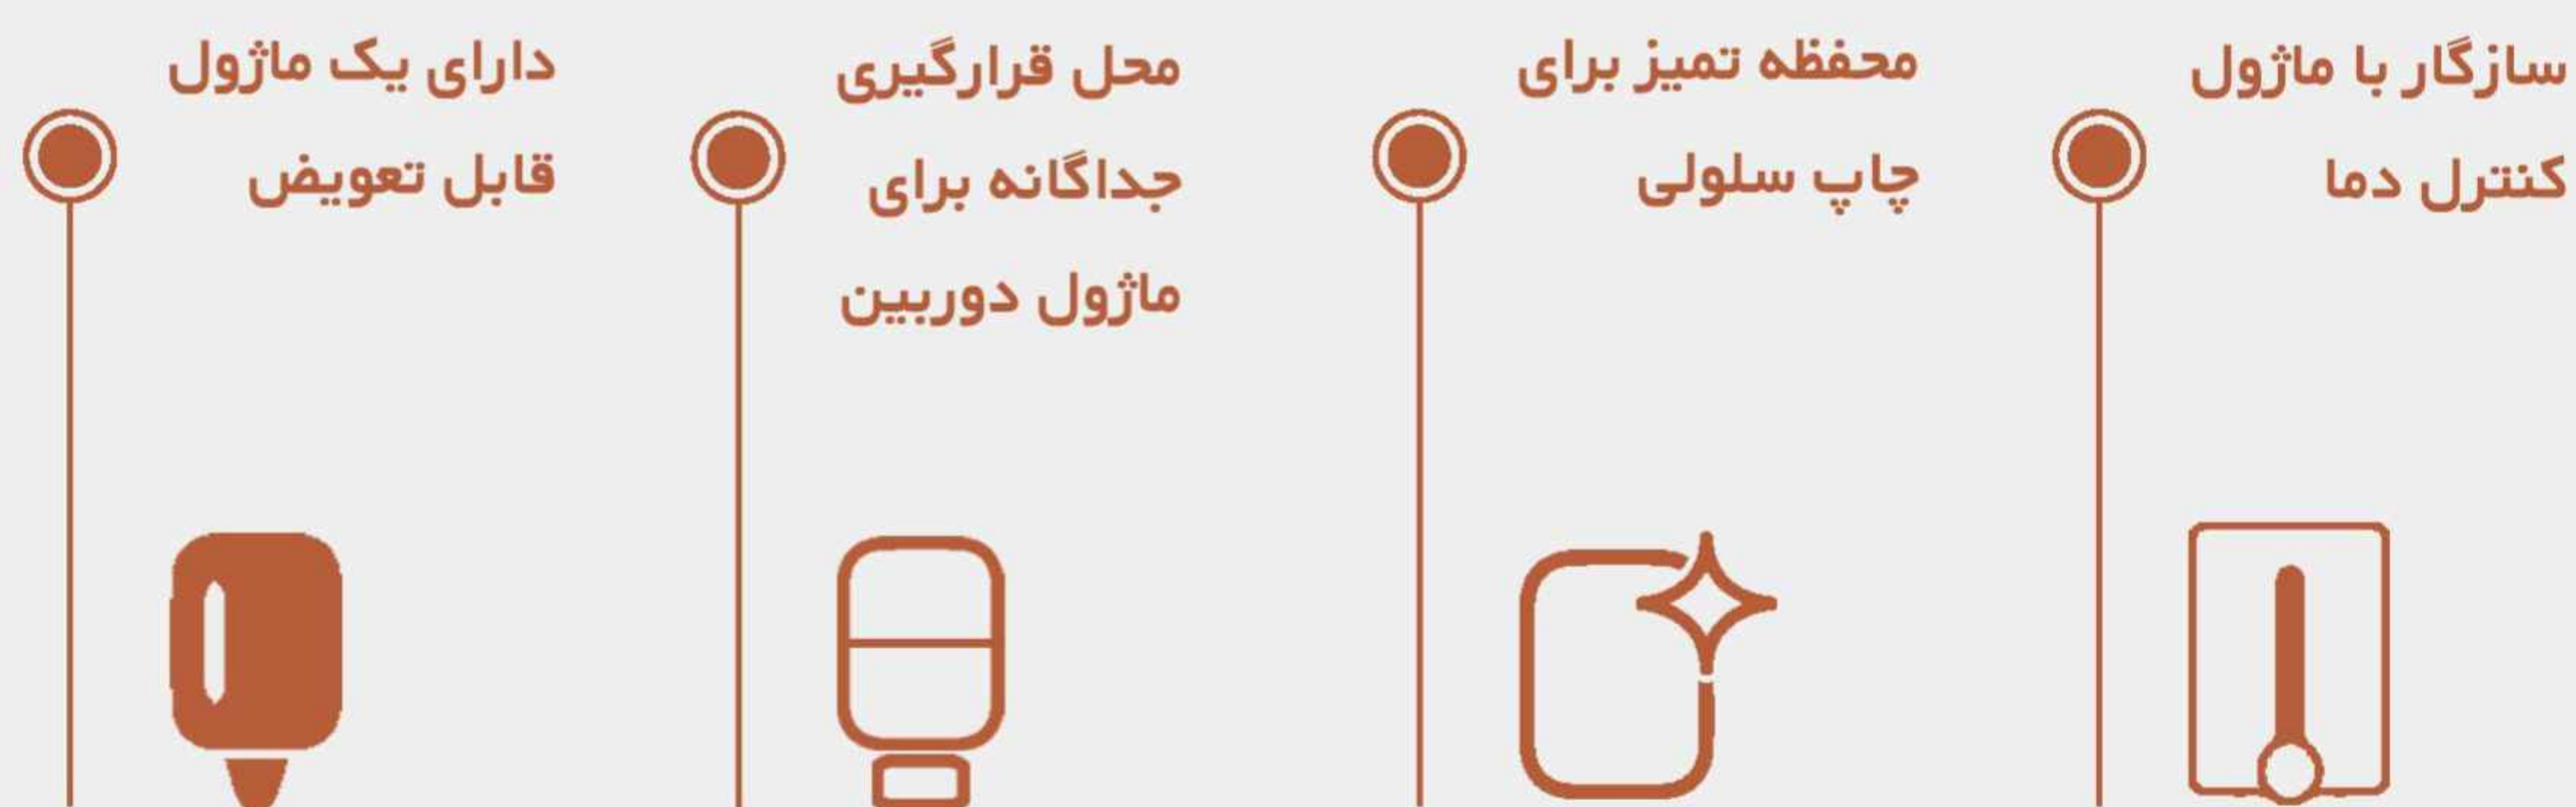 سازگار با ماژول
کنترل دما
محفظه تمیز برای
چاپ سلولی
محل قرارگیری
جداگانه برای
ماژول دوربین
دارای یک ماژول
قابل تعویض